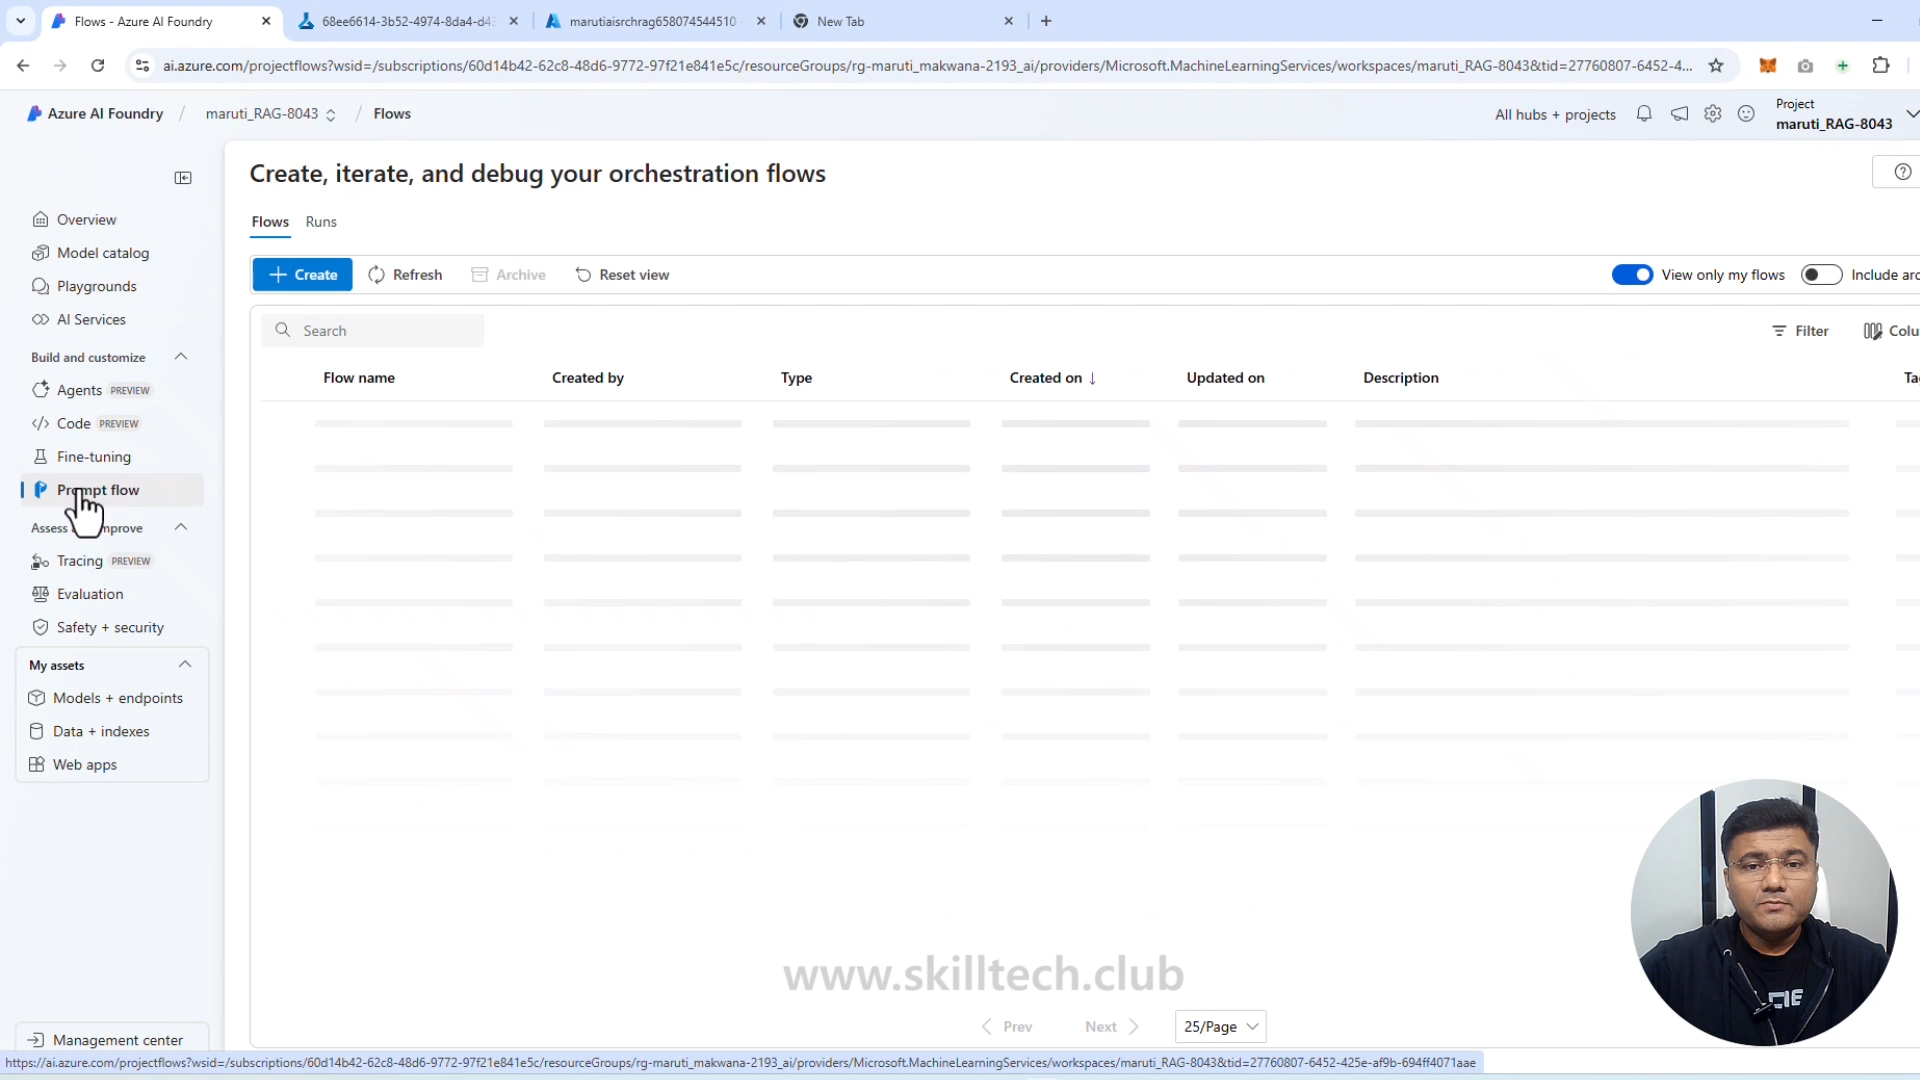 Flows - Azure AI Foundry
68ee6614-3b52-4974-8da4-d4
marutiaisrchrag658074544510
New Tab
ai.azure.com/projectflows?wsid=/subscriptions/60d14b42-62c8-48d6-9772-97f21e841e5c/resourceGroups/rg-maruti_makwana-2193_ai/providers/Microsoft.MachineLearningServices/workspaces/maruti_RAG-8043&tid=27760807-6452-4...
Azure AI Foundry / maruti_RAG-8043 / Flows
All hubs + projects
Project
maruti_RAG-8043
Create, iterate, and debug your orchestration flows
Overview
Model catalog
Playgrounds
AI Services
Build and customize
Agents PREVIEW
Code PREVIEW
Fine-tuning
Prompt flow
Assess
Tracing PREVIEW
Evaluation
Safety + security
My assets
Models + endpoints
Data + indexes
Web apps
Management center
Flows Runs
Create Refresh Archive Reset view
View only my flows
Include arc
Search
Filter
Colu
Flow name Created by Type Created on ↓ Updated on Description Ta
www.skilltech.club
Prev Next 25/Page
https://ai.azure.com/projectflows?wsid=/subscriptions/60d14b42-62c8-48d6-9772-97f21e841e5c/resourceGroups/rg-maruti_makwana-2193_ai/providers/Microsoft.MachineLearningServices/workspaces/maruti_RAG-8043&tid=27760807-6452-425e-af9b-694ff4071aae